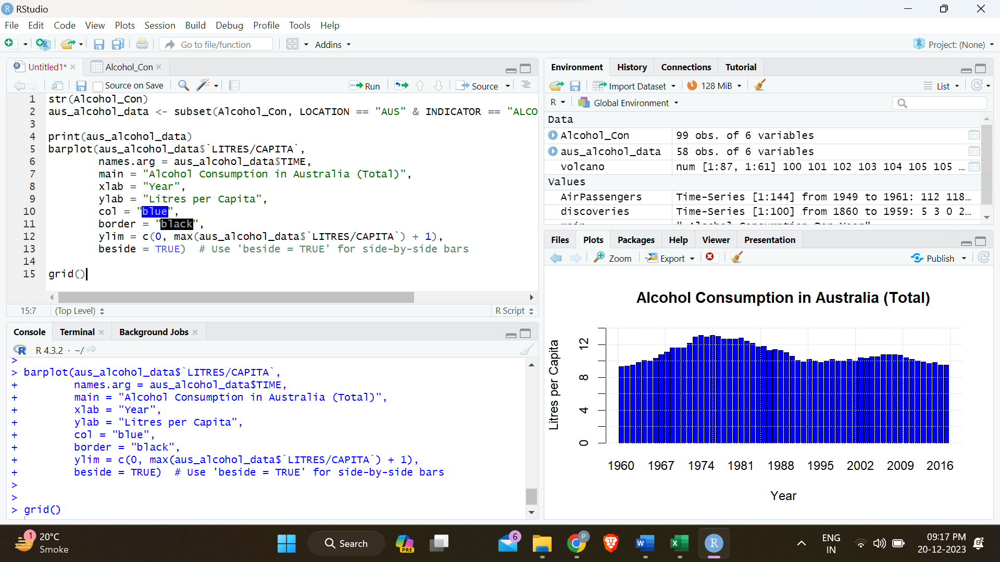 RStudio
File Edit Code View Plots Session Build Debug Profile Tools Help
Go to file/function Addins Project: (None)
Untitled1* Alcohol_Con
Source on Save Run Source
1 str(Alcohol_Con)
2 aus_alcohol_data <- subset(Alcohol_Con, LOCATION == "AUS" & INDICATOR == "ALCO
3
4 print(aus_alcohol_data)
5 barplot(aus_alcohol_data$`LITRES/CAPITA`,
6 names.arg = aus_alcohol_data$TIME,
7 main = "Alcohol Consumption in Australia (Total)",
8 xlab = "Year",
9 ylab = "Litres per Capita",
10 col = "blue",
11 border = "black",
12 ylim = c(0, max(aus_alcohol_data$`LITRES/CAPITA`) + 1),
13 beside = TRUE) # Use 'beside = TRUE' for side-by-side bars
14
15 grid()
15:7 (Top Level) R Script
Console Terminal Background Jobs
R 4.3.2 · ~/
>
> barplot(aus_alcohol_data$`LITRES/CAPITA`,
+ names.arg = aus_alcohol_data$TIME,
+ main = "Alcohol Consumption in Australia (Total)",
+ xlab = "Year",
+ ylab = "Litres per Capita",
+ col = "blue",
+ border = "black",
+ ylim = c(0, max(aus_alcohol_data$`LITRES/CAPITA`) + 1),
+ beside = TRUE) # Use 'beside = TRUE' for side-by-side bars
>
>
> grid()
Environment History Connections Tutorial
Import Dataset 128 MiB List
R Global Environment
Data
Alcohol_Con 99 obs. of 6 variables
aus_alcohol_data 58 obs. of 6 variables
volcano num [1:87, 1:61] 100 101 102 103 104 105 105 …
Values
AirPassengers Time-Series [1:144] from 1949 to 1961: 112 118…
discoveries Time-Series [1:100] from 1860 to 1959: 5 3 0 2…
Files Plots Packages Help Viewer Presentation
Zoom Export Publish
Alcohol Consumption in Australia (Total)
Litres per Capita
12
8
4
0
1960 1967 1974 1981 1988 1995 2002 2009 2016
Year
1 20°C
Smoke
Search
PRE
6
P
W
X
R
ENG
IN
09:17 PM
20-12-2023